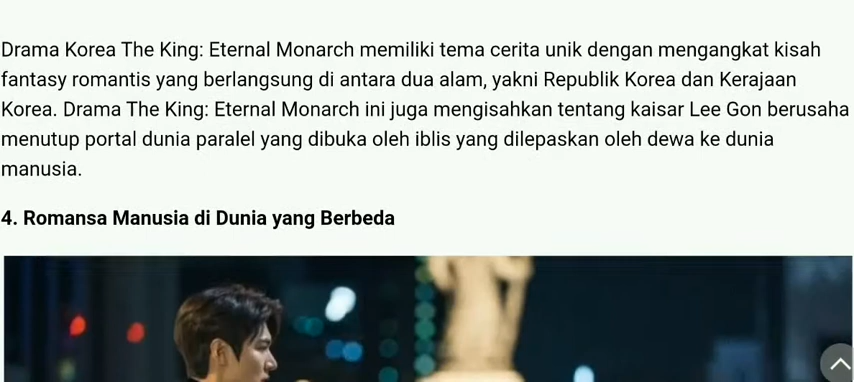 Drama Korea The King: Eternal Monarch memiliki tema cerita unik dengan mengangkat kisah
fantasy romantis yang berlangsung di antara dua alam, yakni Republik Korea dan Kerajaan
Korea. Drama The King: Eternal Monarch ini juga mengisahkan tentang kaisar Lee Gon berusaha
menutup portal dunia paralel yang dibuka oleh iblis yang dilepaskan oleh dewa ke dunia
manusia.
4. Romansa Manusia di Dunia yang Berbeda